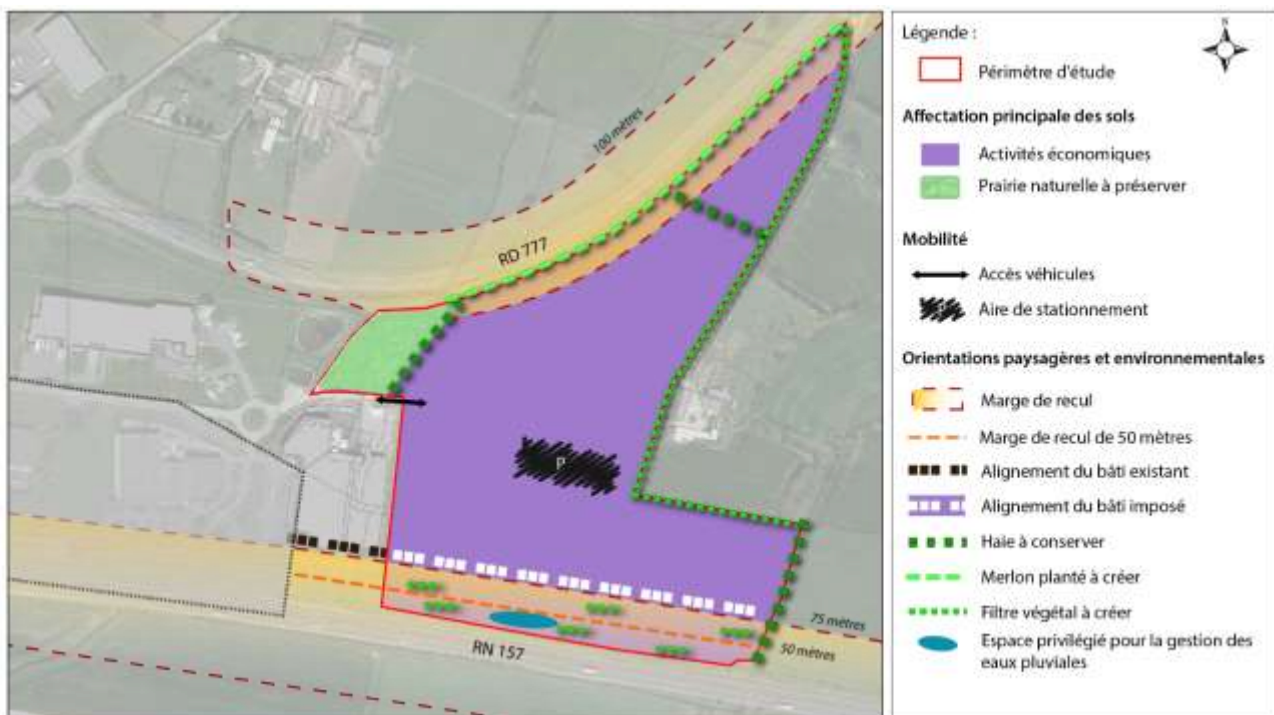 100 mètres
RD 777
P
75 mètres
50 mètres
RN 157
Légende :
N
Périmètre d'étude
Affectation principale des sols
Activités économiques
Prairie naturelle à préserver
Mobilité
Accès véhicules
Aire de stationnement
Orientations paysagères et environnementales
Marge de recul
Marge de recul de 50 mètres
Alignement du bâti existant
Alignement du bâti imposé
Haie à conserver
Merlon planté à créer
Filtre végétal à créer
Espace privilégié pour la gestion des
eaux pluviales